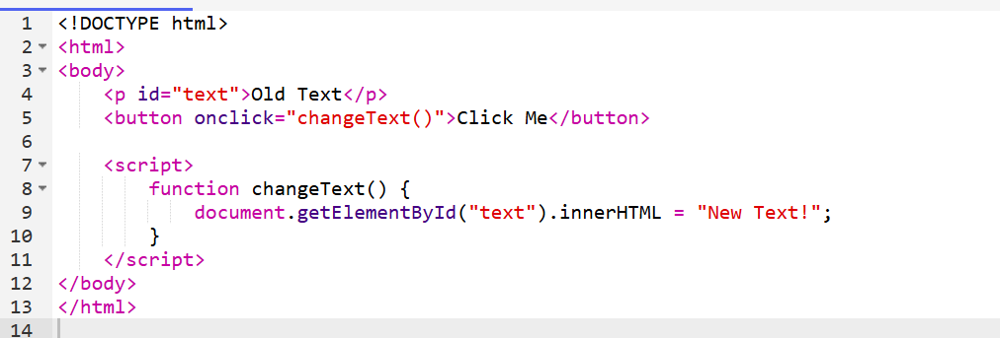 1 <!DOCTYPE html>
2 <html>
3 <body>
4     <p id="text">Old Text</p>
5     <button onclick="changeText()">Click Me</button>
6
7     <script>
8         function changeText() {
9             document.getElementById("text").innerHTML = "New Text!";
10         }
11     </script>
12 </body>
13 </html>
14